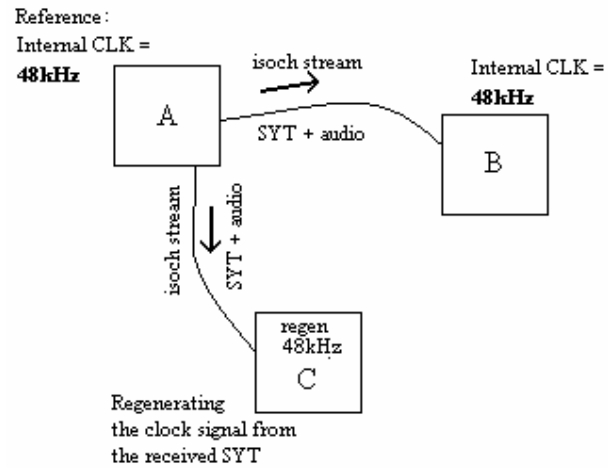 Reference:
Internal CLK =
48kHz
A
isoch stream
SYT + audio
Internal CLK =
48kHz
B
isoch stream
SYT + audio
regen
48kHz
C
Regenerating
the clock signal from
the received SYT